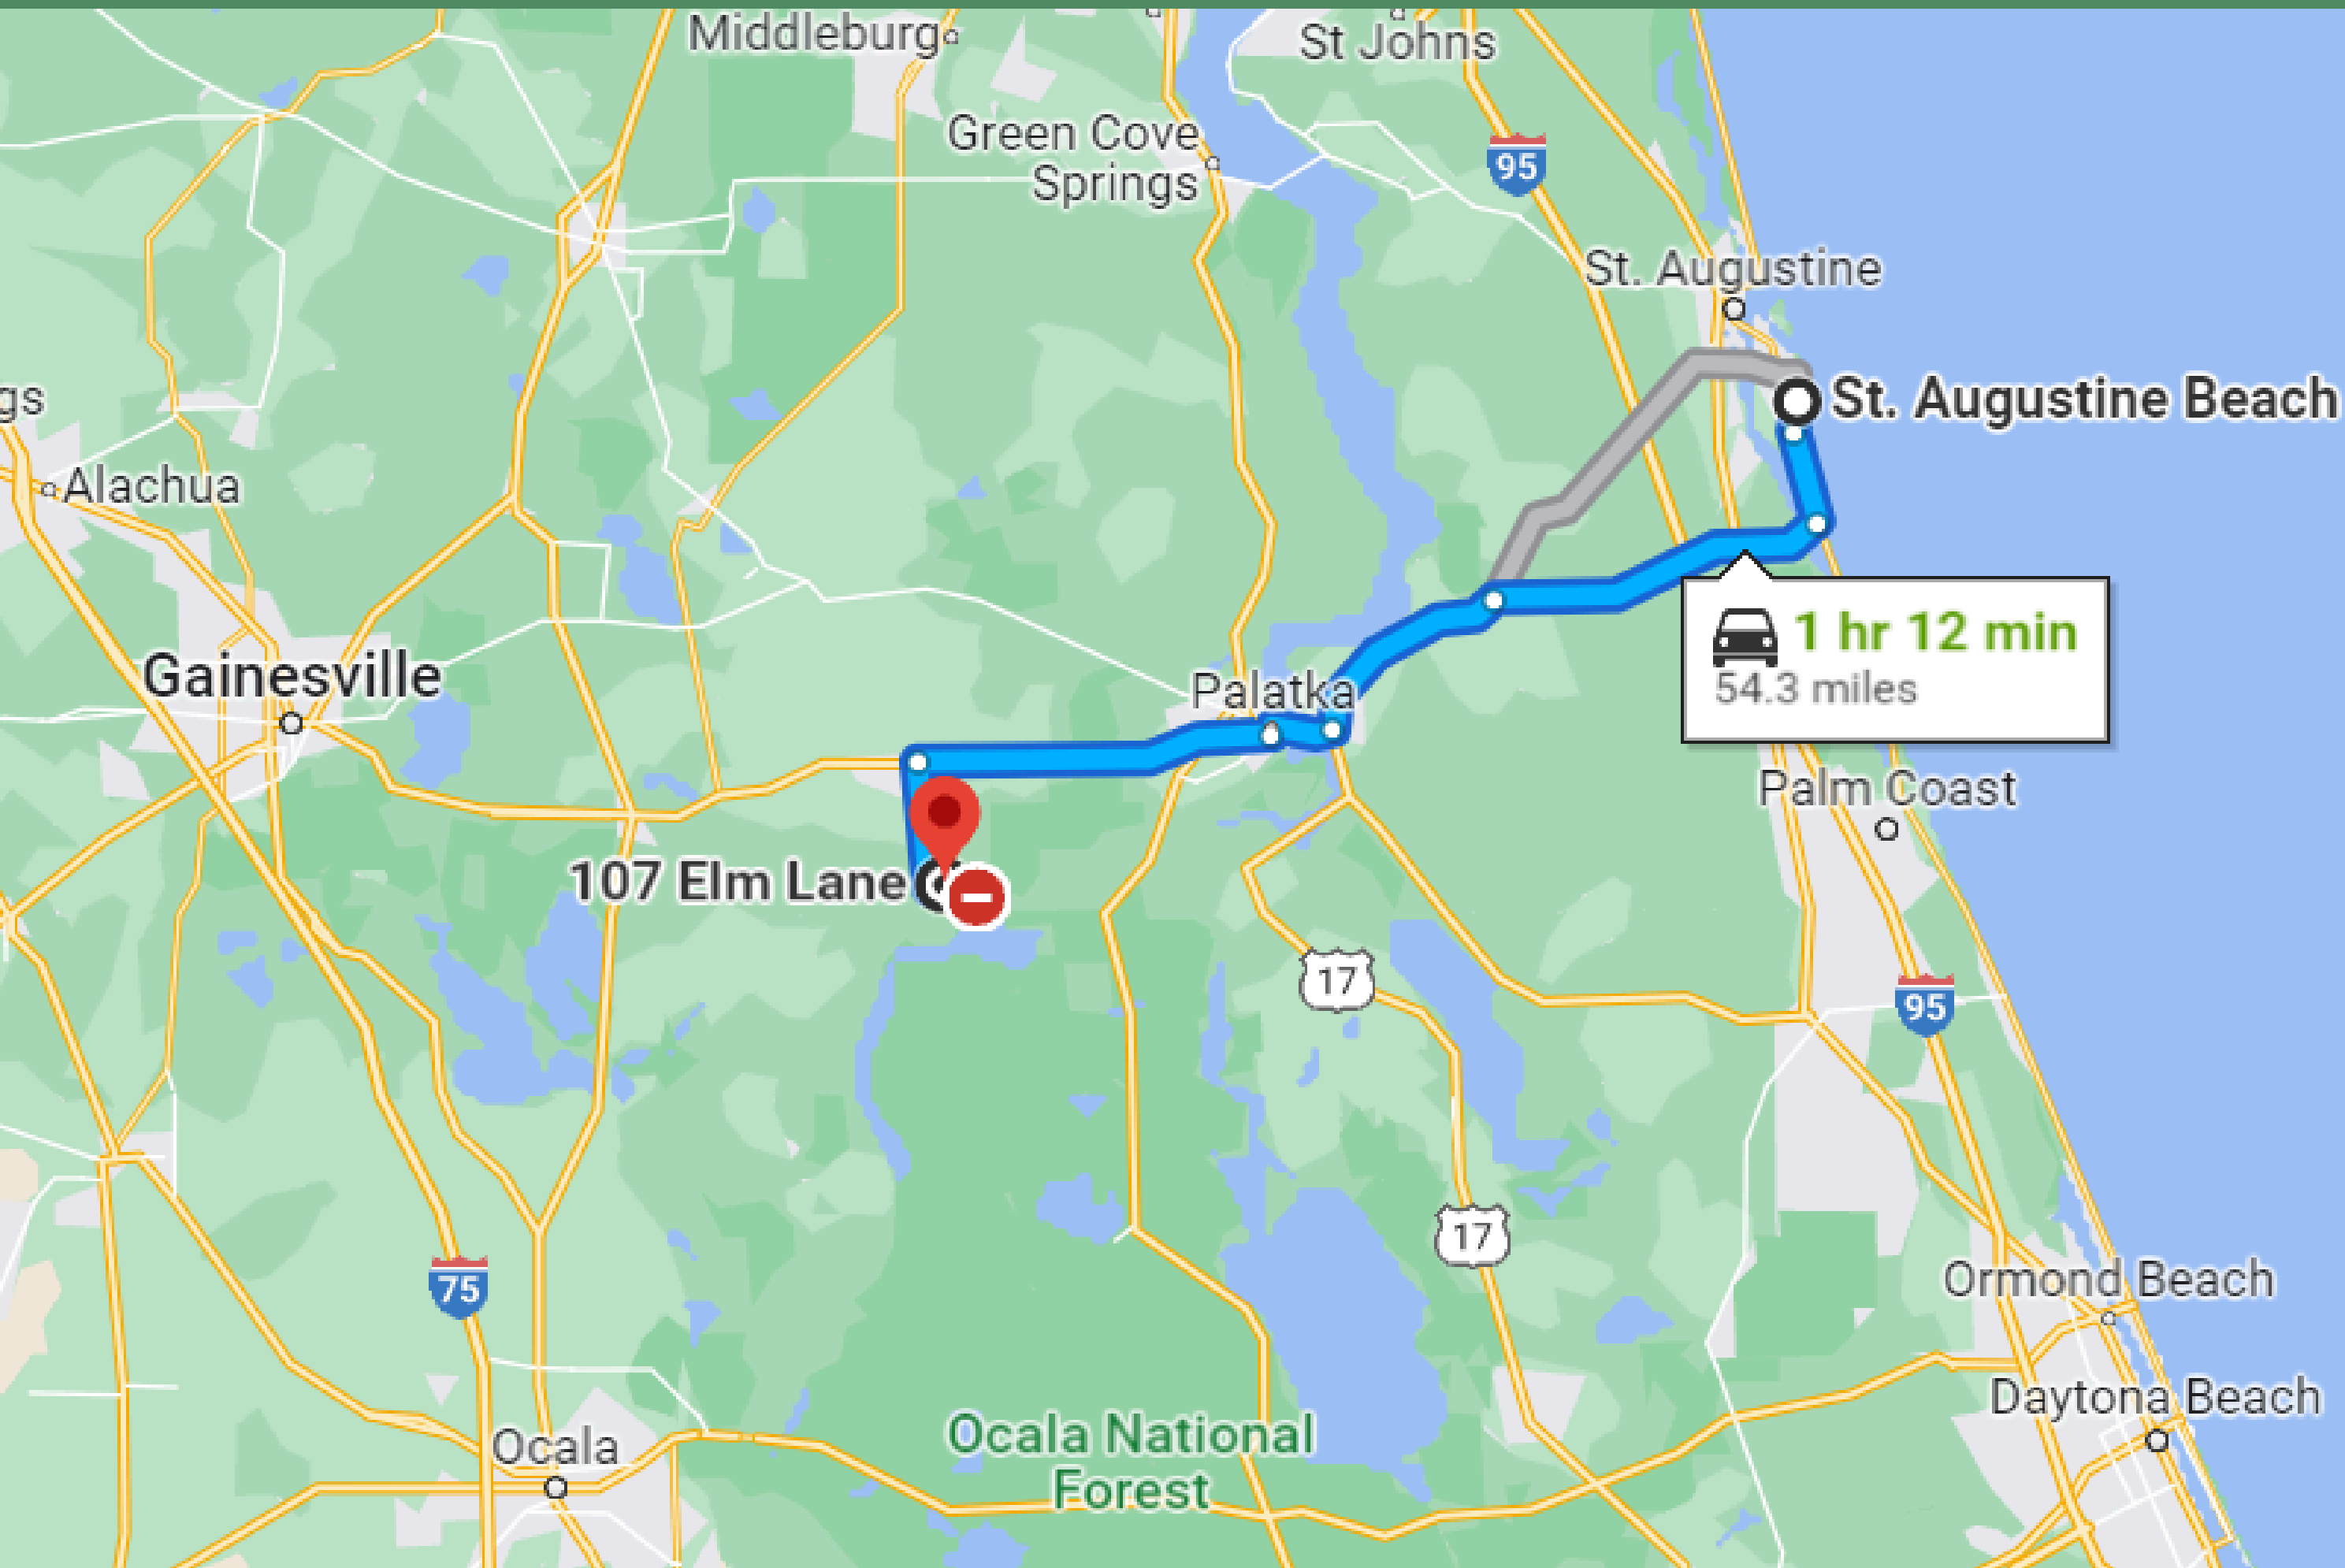 Middleburg
St Johns
Green Cove
Springs
95
St. Augustine
gs
St. Augustine Beach
Alachua
1 hr 12 min
54.3 miles
Gainesville
Palatka
Palm Coast
107 Elm Lane
17
95
17
75
Ormond Beach
Daytona Beach
Ocala
Ocala National
Forest